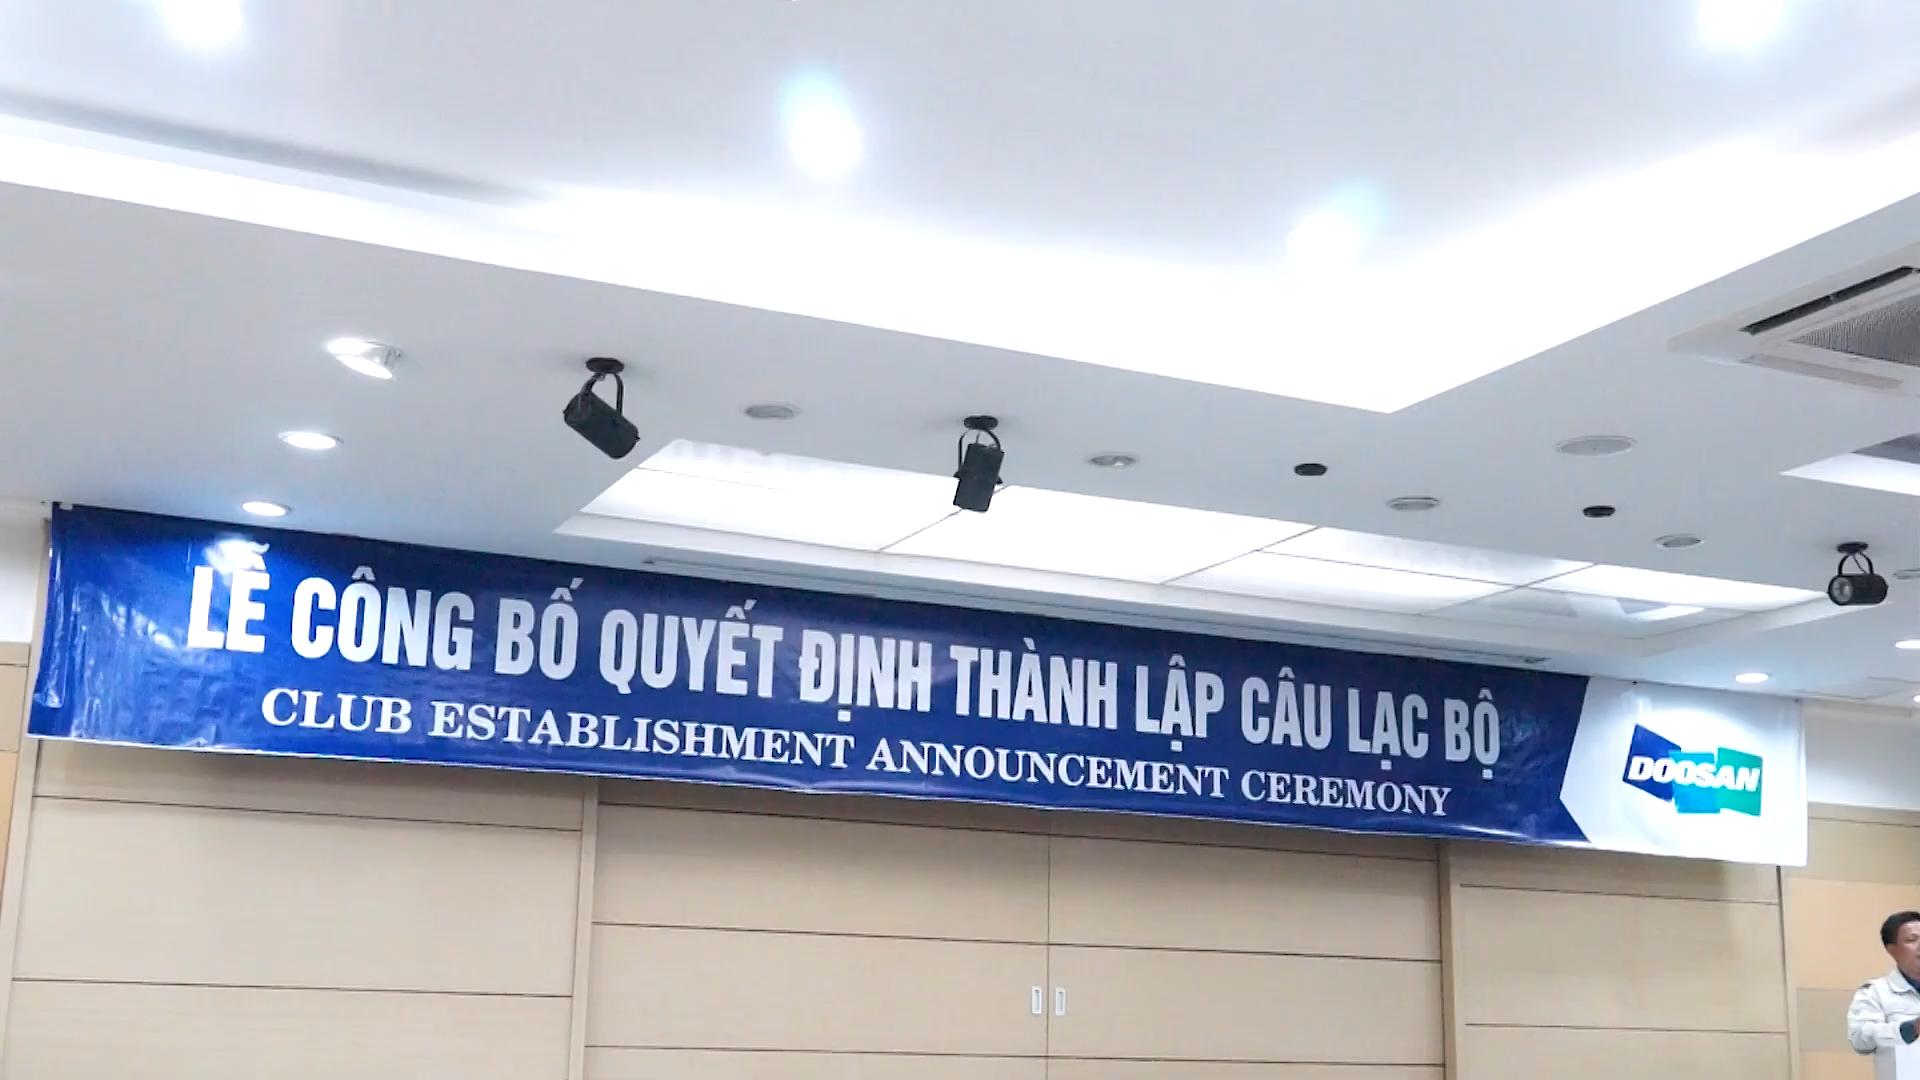 LỄ CÔNG BỐ QUYẾT ĐỊNH THÀNH LẬP CÂU LẠC BỘ
CLUB ESTABLISHMENT ANNOUNCEMENT CEREMONY
DOOSAN